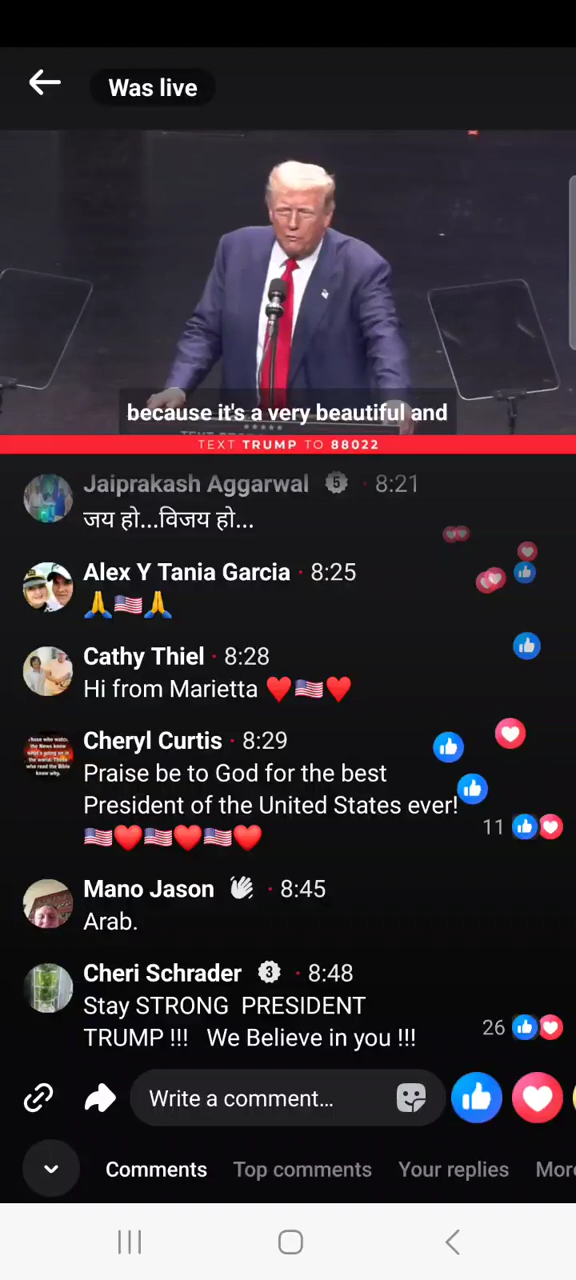 Was live
because it's a very beautiful and
TEXT TRUMP TO 88022
Jaiprakash Aggarwal 5 · 8:21
जय हो...विजय हो...
Alex Y Tania Garcia · 8:25
🙏🇺🇸🙏
Cathy Thiel · 8:28
Hi from Marietta ♥️🇺🇸♥️
Cheryl Curtis · 8:29
Praise be to God for the best
President of the United States ever!
🇺🇸♥️🇺🇸♥️🇺🇸♥️
11
Mano Jason 👋 · 8:45
Arab.
Cheri Schrader 3 · 8:48
Stay STRONG PRESIDENT
TRUMP !!! We Believe in you !!!
26
Write a comment...
Comments Top comments Your replies More